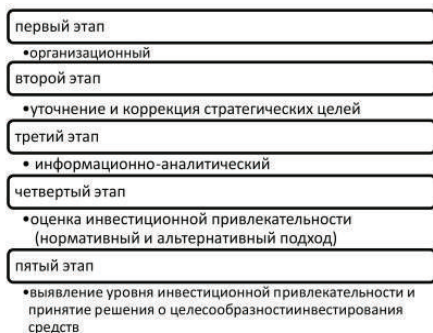 первый этап
•организационный
второй этап
•уточнение и коррекция стратегических целей
третий этап
• информационно-аналитический
четвертый этап
•оценка инвестиционной привлекательности
(нормативный и альтернативный подход)
пятый этап
•выявление уровня инвестиционной привлекательности и
принятие решения о целесообразностиинвестирования
средств